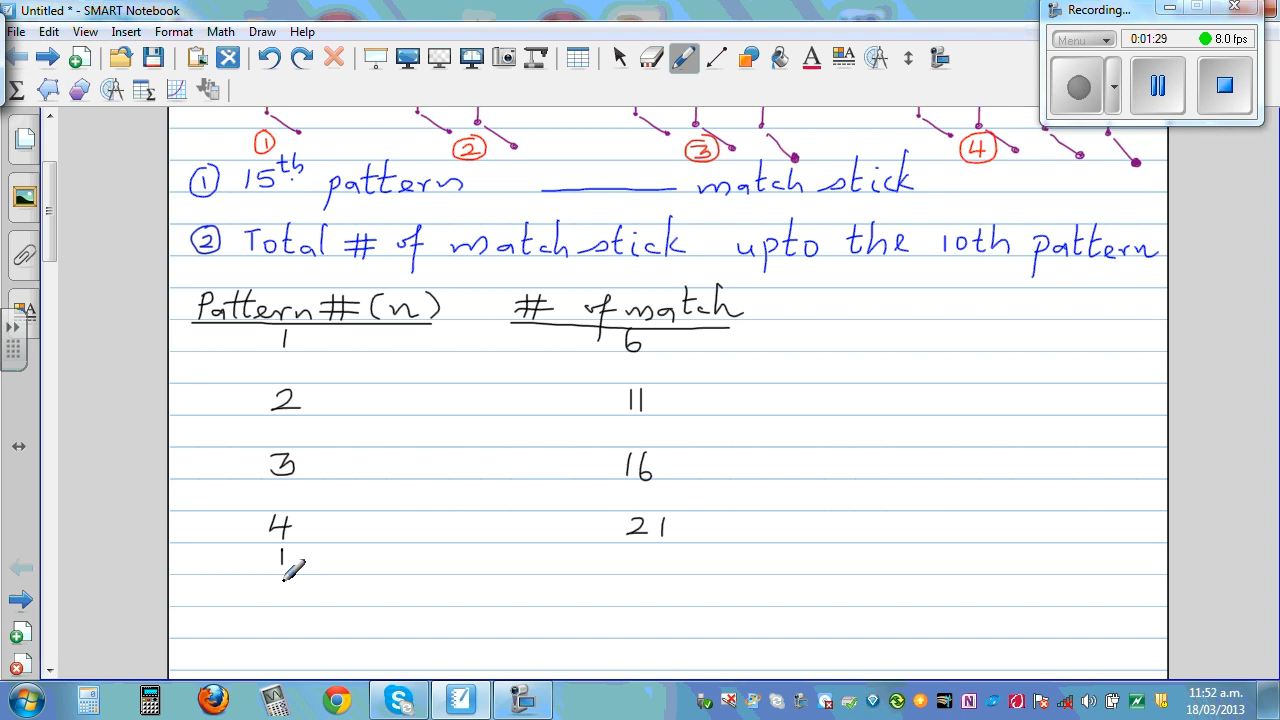 Untitled * - SMART Notebook
Recording...
File Edit View Insert Format Math Draw Help
Menu 0:01:29 8.0 fps
1 2 3 4
① 15th pattern ______ match stick
② Total # of match stick upto the 10th pattern
Pattern # (n) # of match
1 6
2 11
3 16
4 21
11:52 a.m.
18/03/2013